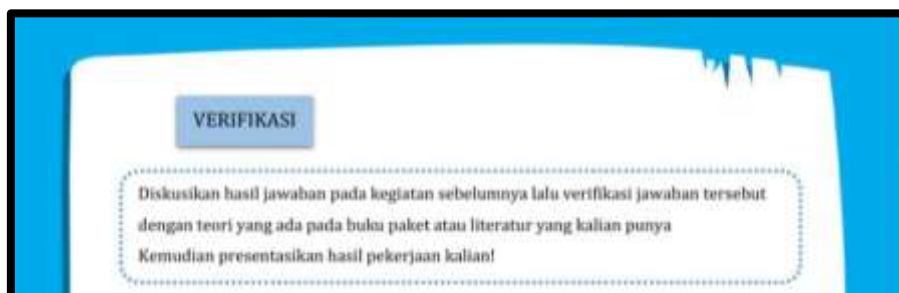 VERIFIKASI
Diskusikan hasil jawaban pada kegiatan sebelumnya lalu verifikasi jawaban tersebut
dengan teori yang ada pada buku paket atau literatur yang kalian punya
Kemudian presentasikan hasil pekerjaan kalian!